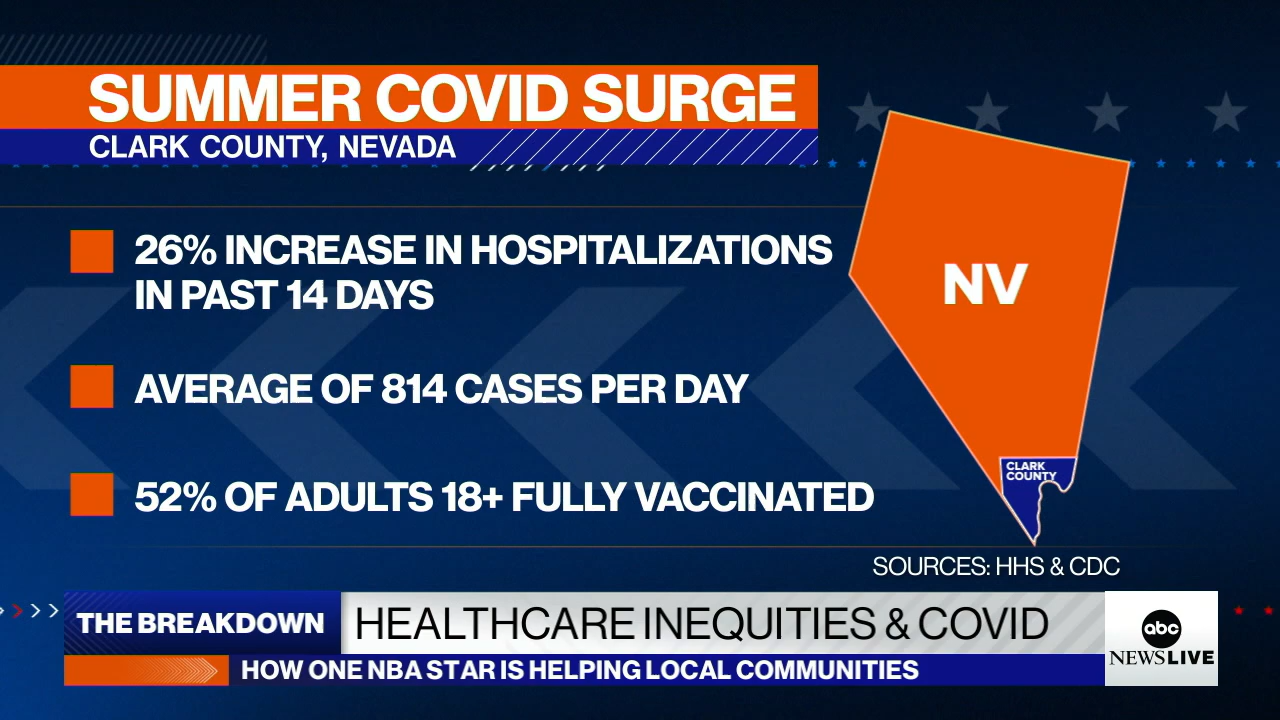 SUMMER COVID SURGE
CLARK COUNTY, NEVADA
26% INCREASE IN HOSPITALIZATIONS
IN PAST 14 DAYS
AVERAGE OF 814 CASES PER DAY
52% OF ADULTS 18+ FULLY VACCINATED
NV
CLARK
COUNTY
SOURCES: HHS & CDC
THE BREAKDOWN
HEALTHCARE INEQUITIES & COVID
HOW ONE NBA STAR IS HELPING LOCAL COMMUNITIES
abc
NEWSLIVE